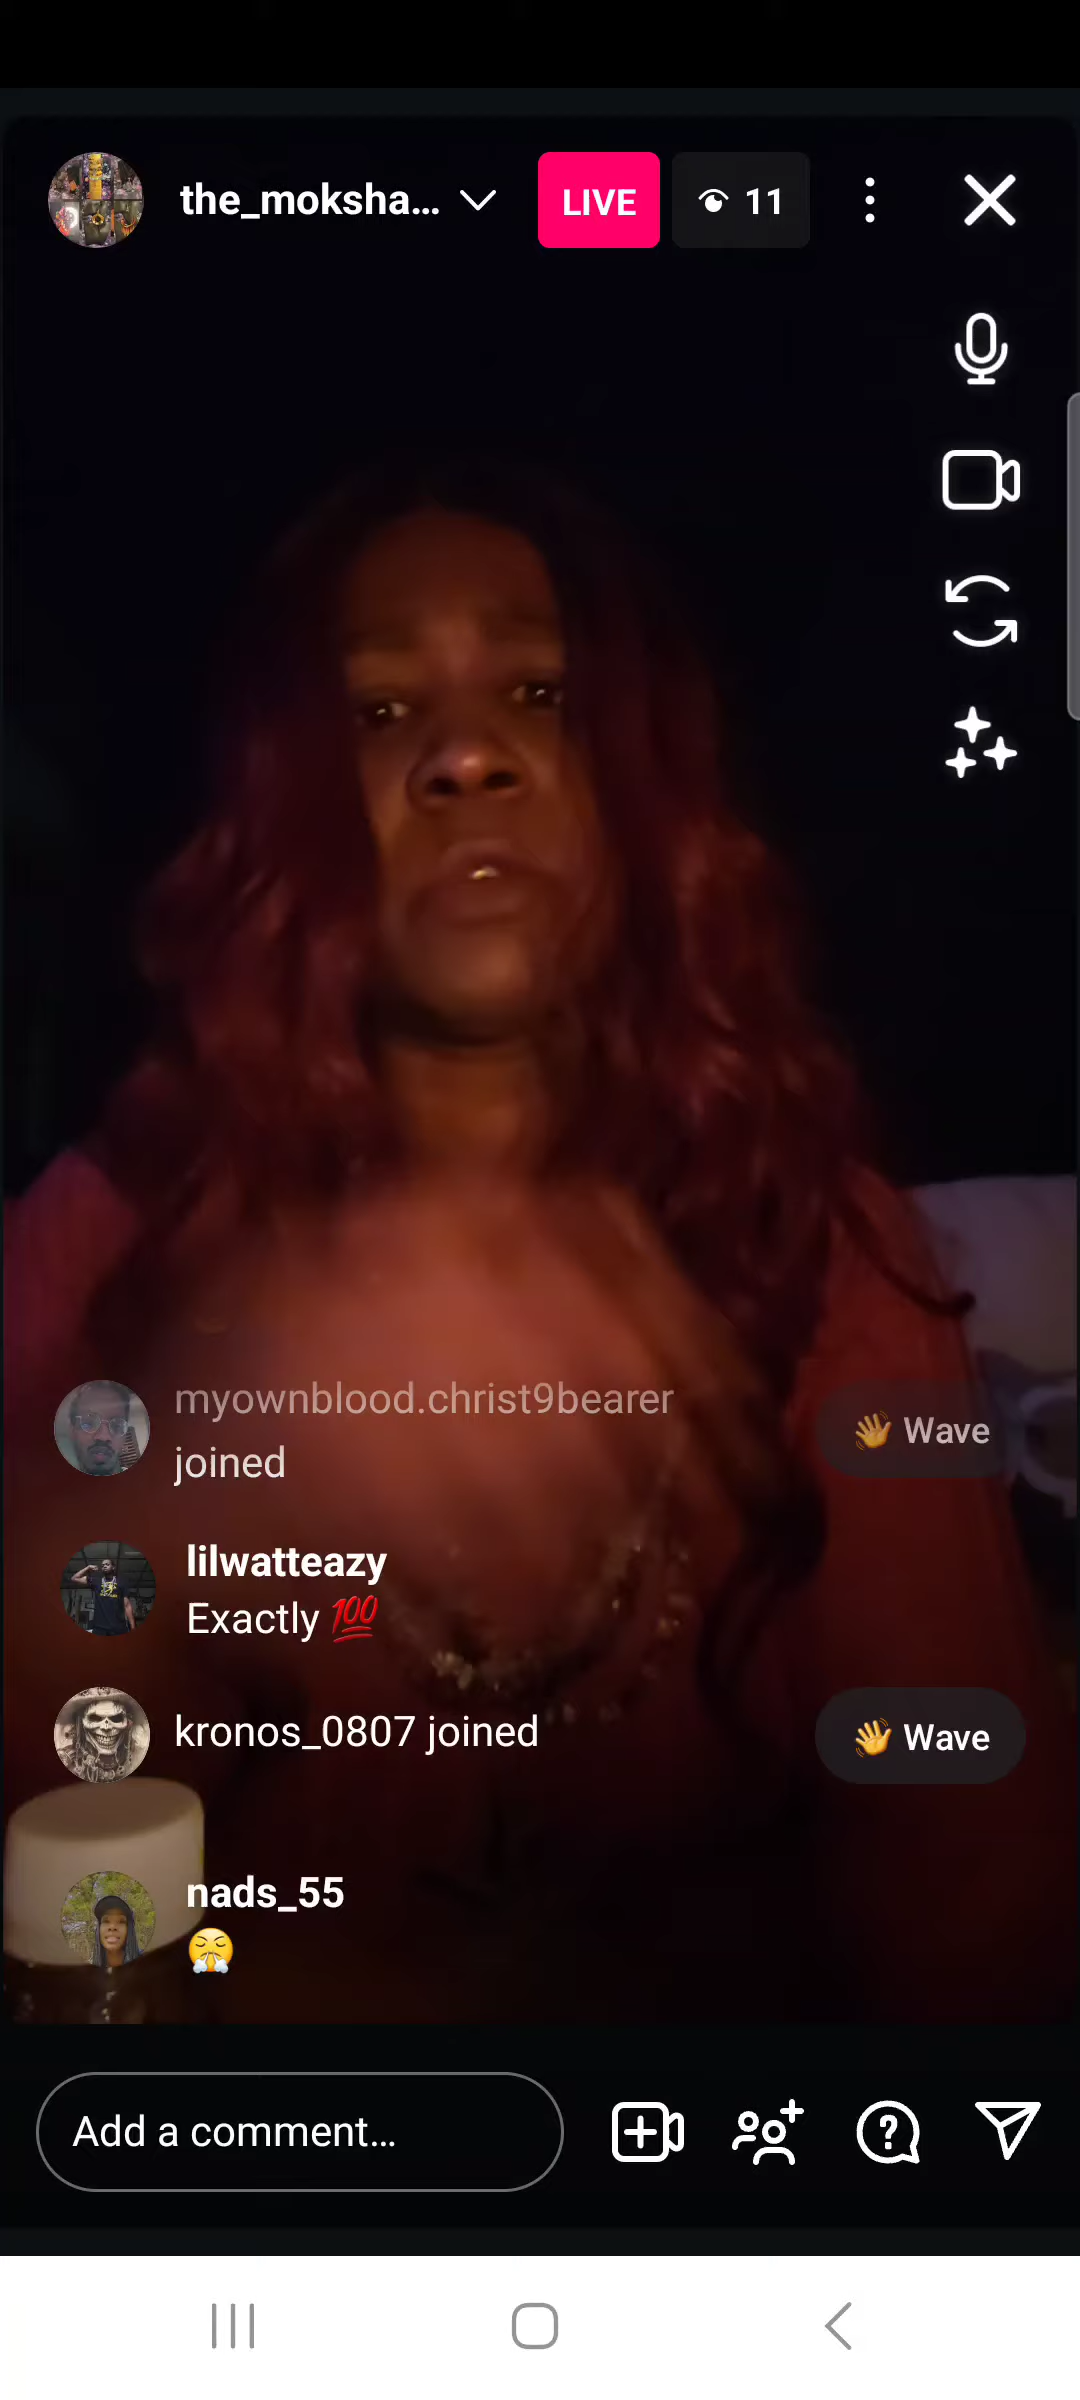 the_moksha... LIVE 11
myownblood.christ9bearer
joined
Wave
lilwatteazy
Exactly 💯
kronos_0807 joined
Wave
nads_55
😤
Add a comment...